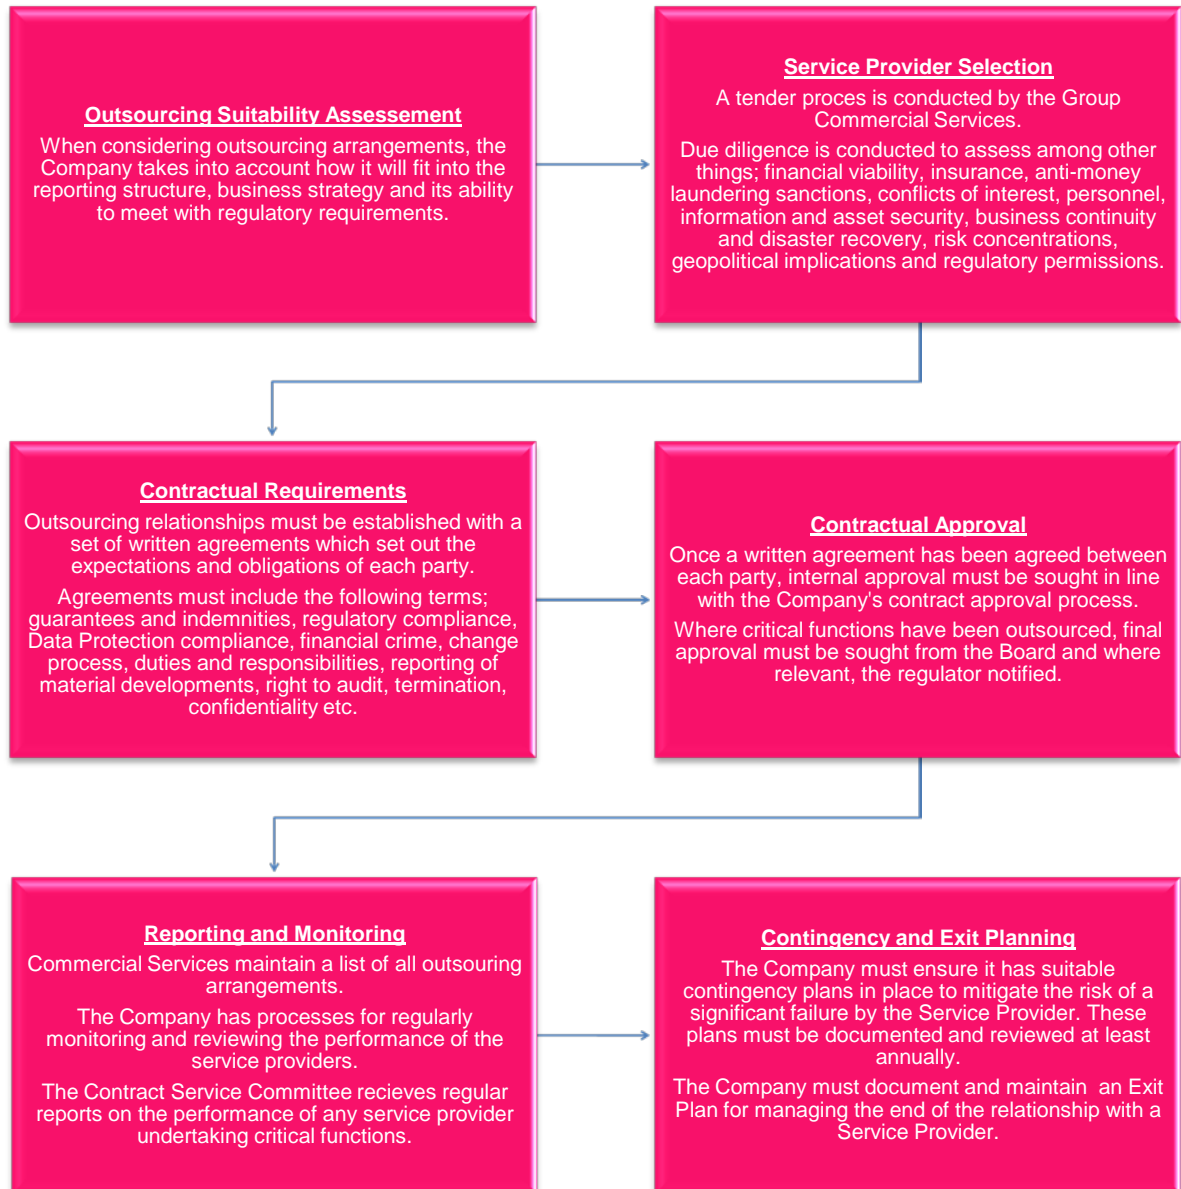 Outsourcing Suitability Assessement
When considering outsourcing arrangements, the
Company takes into account how it will fit into the
reporting structure, business strategy and its ability
to meet with regulatory requirements.
Service Provider Selection
A tender proces is conducted by the Group
Commercial Services.
Due diligence is conducted to assess among other
things; financial viability, insurance, anti-money
laundering sanctions, conflicts of interest, personnel,
information and asset security, business continuity
and disaster recovery, risk concentrations,
geopolitical implications and regulatory permissions.
Contractual Requirements
Outsourcing relationships must be established with a
set of written agreements which set out the
expectations and obligations of each party.
Agreements must include the following terms;
guarantees and indemnities, regulatory compliance,
Data Protection compliance, financial crime, change
process, duties and responsibilities, reporting of
material developments, right to audit, termination,
confidentiality etc.
Contractual Approval
Once a written agreement has been agreed between
each party, internal approval must be sought in line
with the Company's contract approval process.
Where critical functions have been outsourced, final
approval must be sought from the Board and where
relevant, the regulator notified.
Reporting and Monitoring
Commercial Services maintain a list of all outsouring
arrangements.
The Company has processes for regularly
monitoring and reviewing the performance of the
service providers.
The Contract Service Committee recieves regular
reports on the performance of any service provider
undertaking critical functions.
Contingency and Exit Planning
The Company must ensure it has suitable
contingency plans in place to mitigate the risk of a
significant failure by the Service Provider. These
plans must be documented and reviewed at least
annually.
The Company must document and maintain an Exit
Plan for managing the end of the relationship with a
Service Provider.